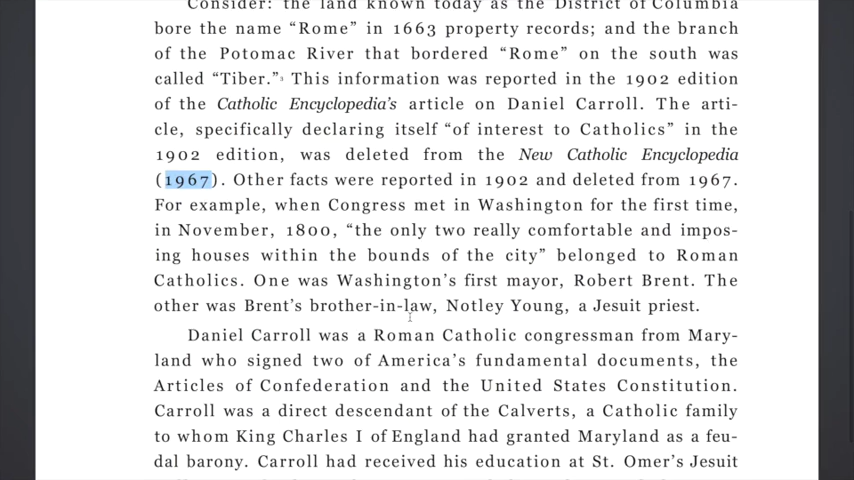 Consider: the land known today as the District of Columbia
bore the name “Rome” in 1663 property records; and the branch
of the Potomac River that bordered “Rome” on the south was
called “Tiber.”³ This information was reported in the 1902 edition
of the Catholic Encyclopedia’s article on Daniel Carroll. The arti-
cle, specifically declaring itself “of interest to Catholics” in the
1902 edition, was deleted from the New Catholic Encyclopedia
(1967). Other facts were reported in 1902 and deleted from 1967.
For example, when Congress met in Washington for the first time,
in November, 1800, “the only two really comfortable and impos-
ing houses within the bounds of the city” belonged to Roman
Catholics. One was Washington’s first mayor, Robert Brent. The
other was Brent’s brother-in-law, Notley Young, a Jesuit priest.
Daniel Carroll was a Roman Catholic congressman from Mary-
land who signed two of America’s fundamental documents, the
Articles of Confederation and the United States Constitution.
Carroll was a direct descendant of the Calverts, a Catholic family
to whom King Charles I of England had granted Maryland as a feu-
dal barony. Carroll had received his education at St. Omer’s Jesuit